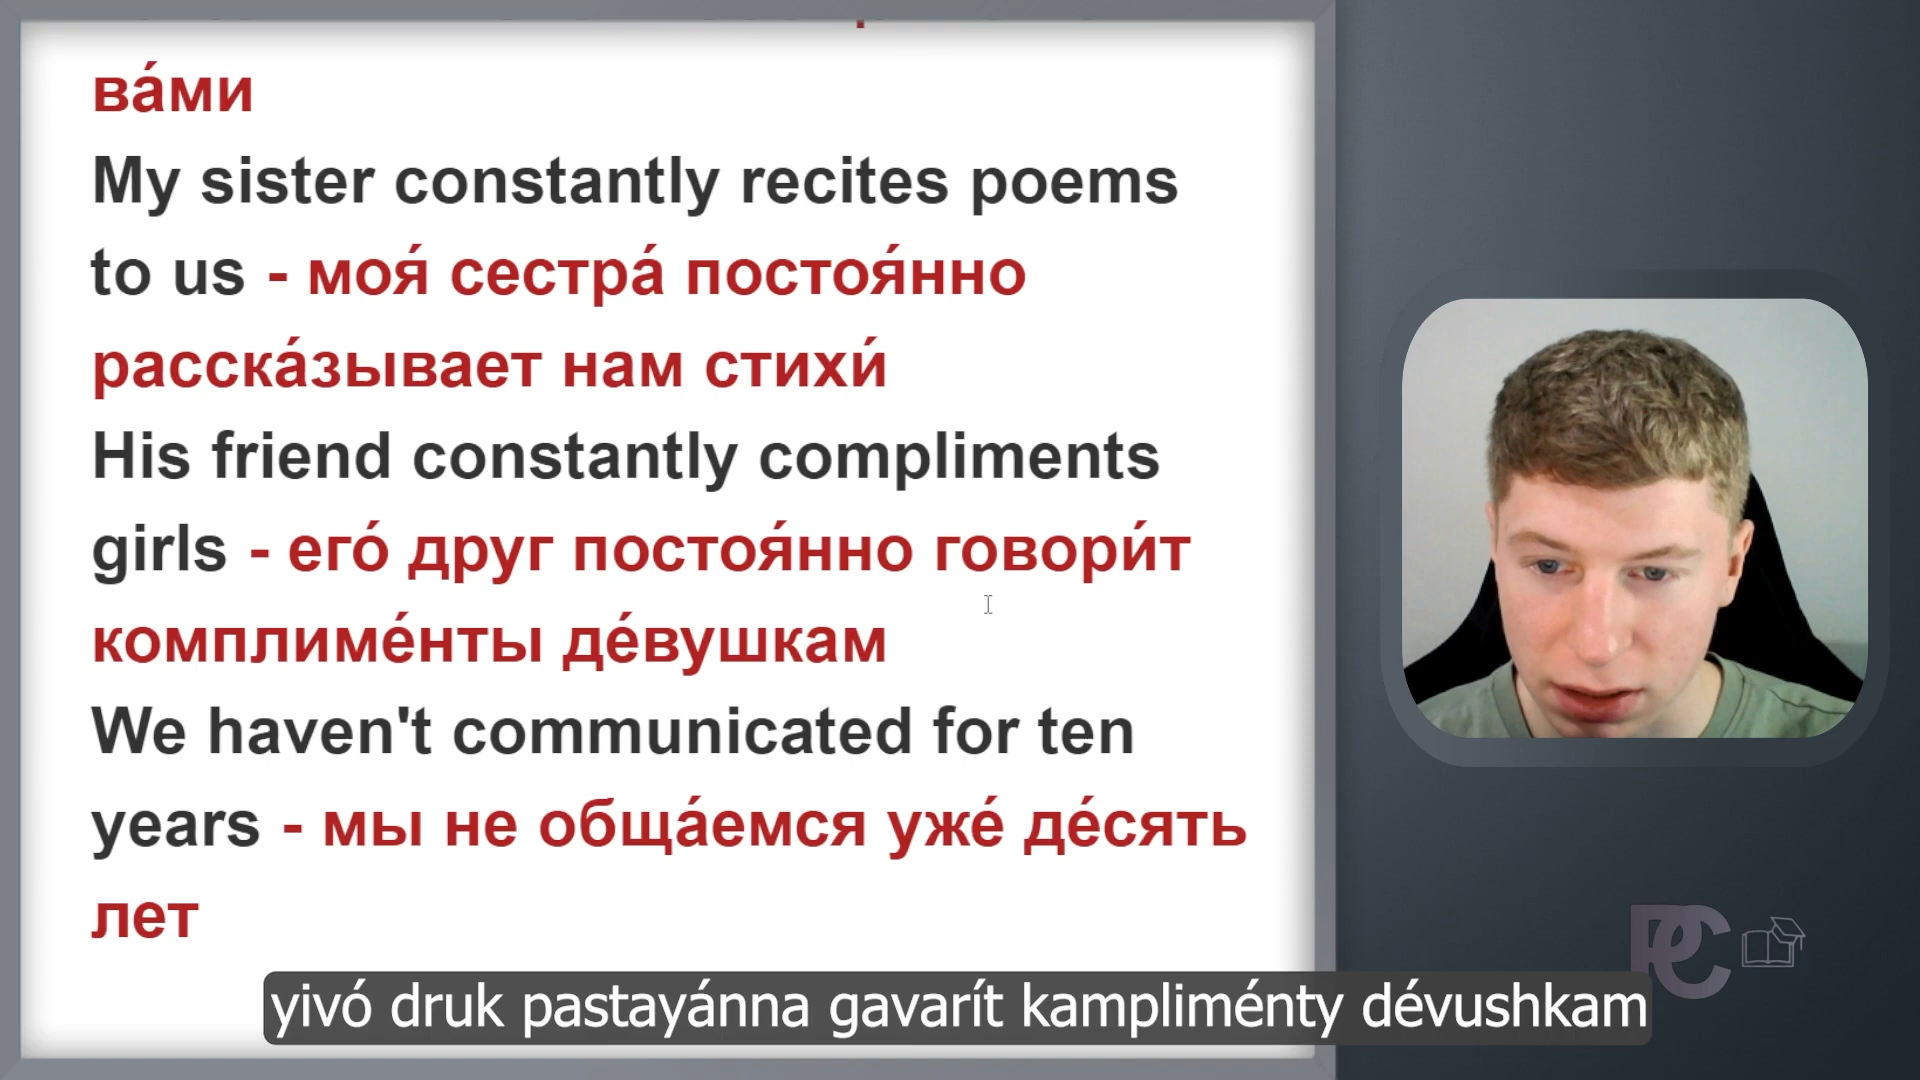 ва́ми
My sister constantly recites poems
to us - моя́ сестра́ постоя́нно
расска́зывает нам стихи́
His friend constantly compliments
girls - его́ друг постоя́нно говори́т
комплиме́нты де́вушкам
We haven't communicated for ten
years - мы не обща́емся уже́ де́сять
лет
PC
yivó druk pastayánna gavarít kampliménty dévushkam